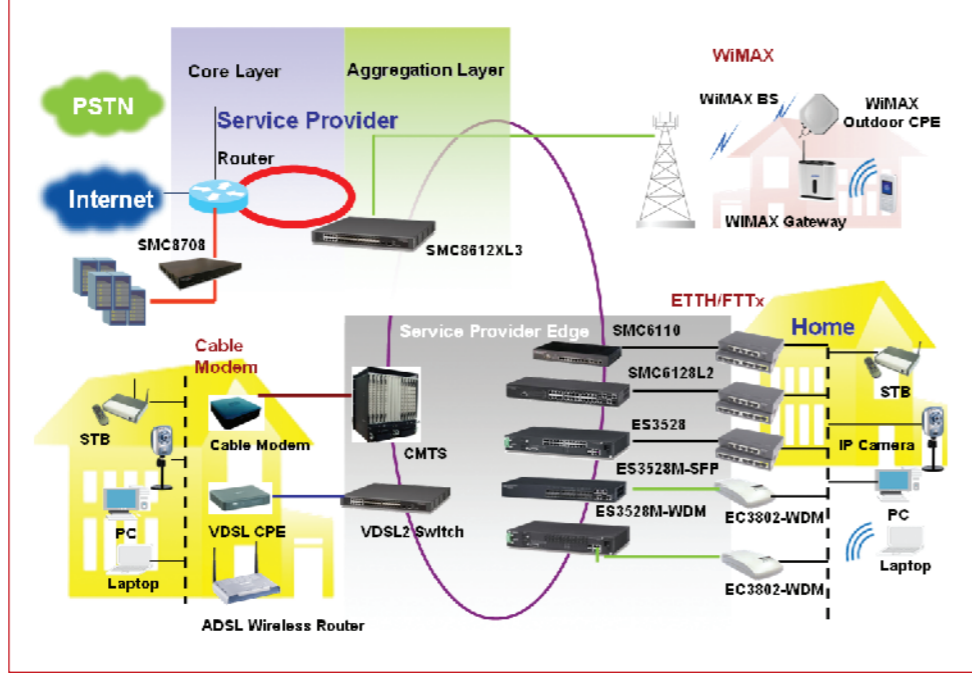 Core Layer
Aggregation Layer
WiMAX
PSTN
Service Provider
WiMAX BS
WiMAX
Outdoor CPE
Router
Internet
WIMAX Gateway
SMC8708
SMC8612XL3
ETTH/FTTx
Service Provider Edge
SMC6110
Home
Cable
Modem
SMC6128L2
STB
STB
Cable Modem
CMTS
ES3528
IP Camera
ES3528M-SFP
ES3528M-WDM
EC3802-WDM
PC
PC
VDSL CPE
VDSL2 Switch
Laptop
Laptop
EC3802-WDM
ADSL Wireless Router